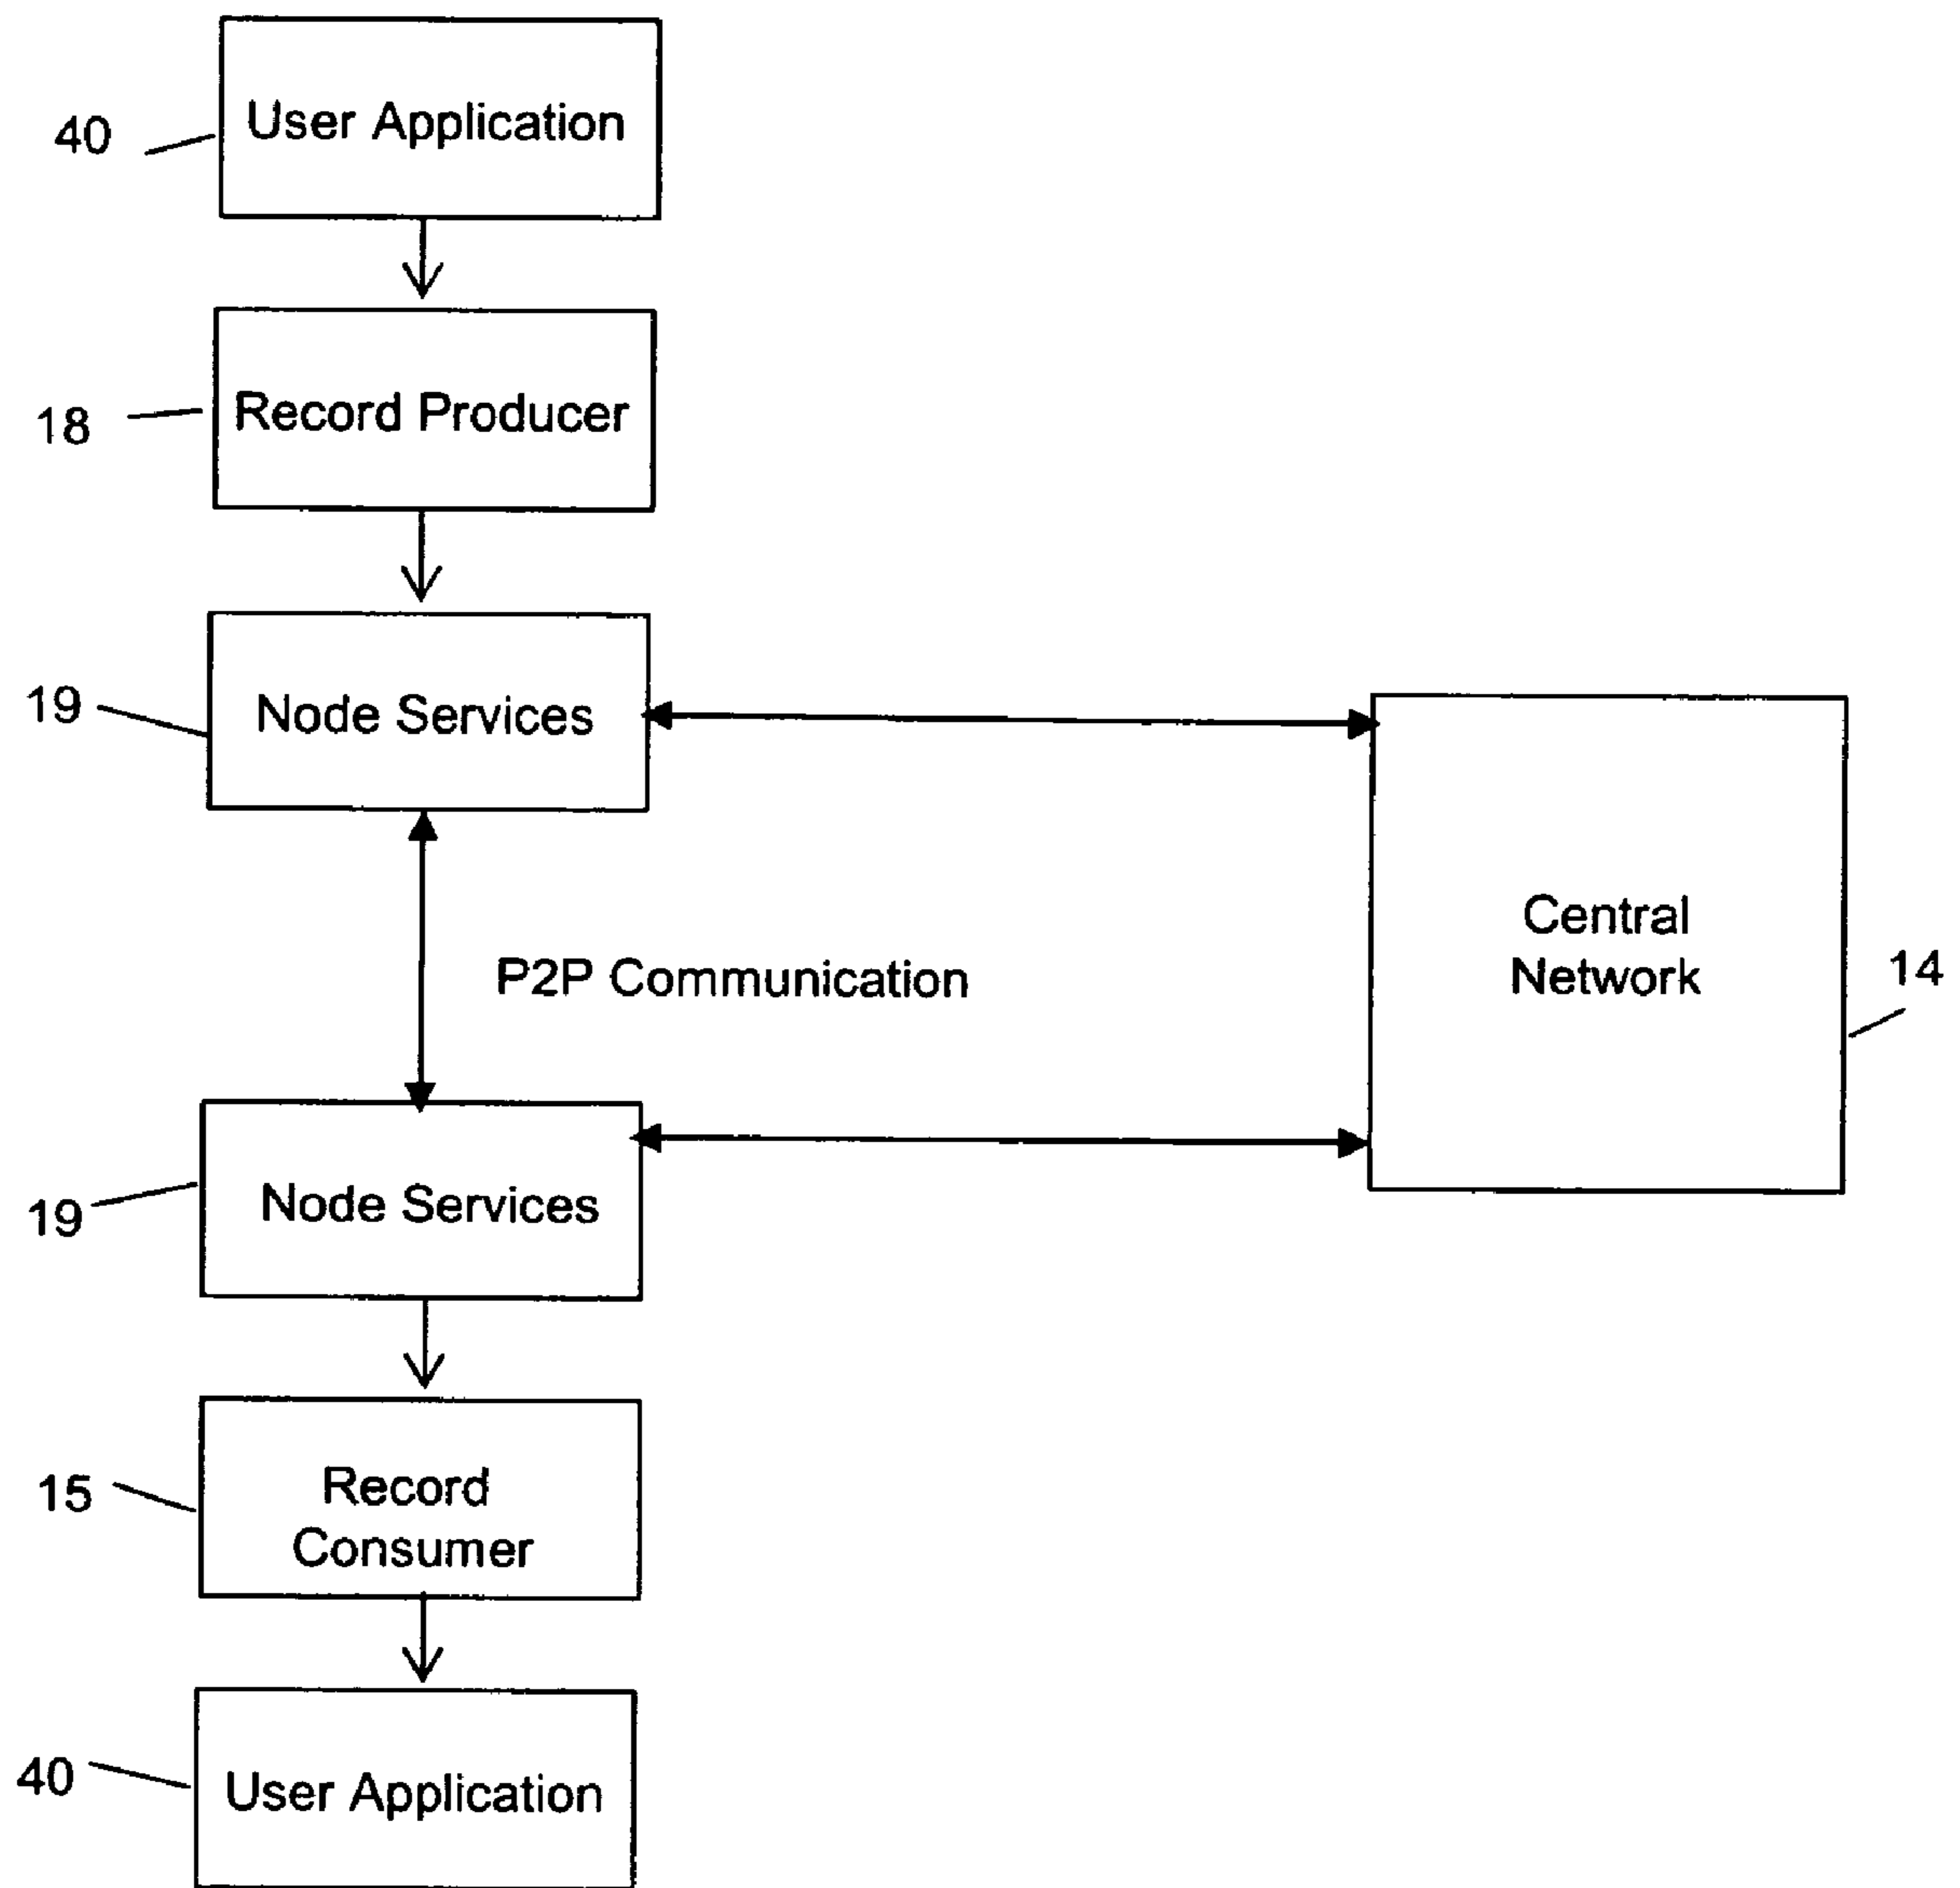 40
User Application
18
Record Producer
19
Node Services
P2P Communication
Central
Network
14
19
Node Services
15
Record
Consumer
40
User Application